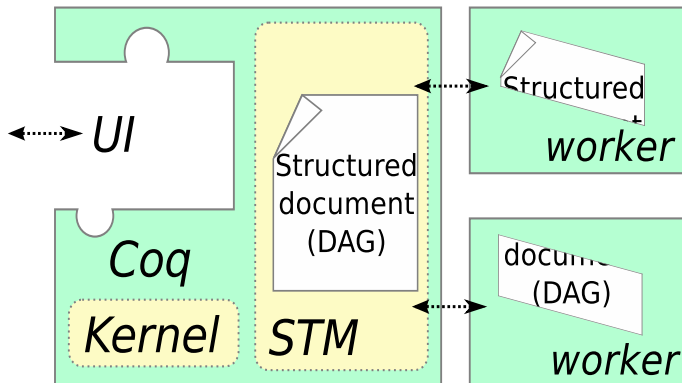 UI
Coq
Kernel
Structured
document
(DAG)
STM
Structured
worker
(DAG)
worker